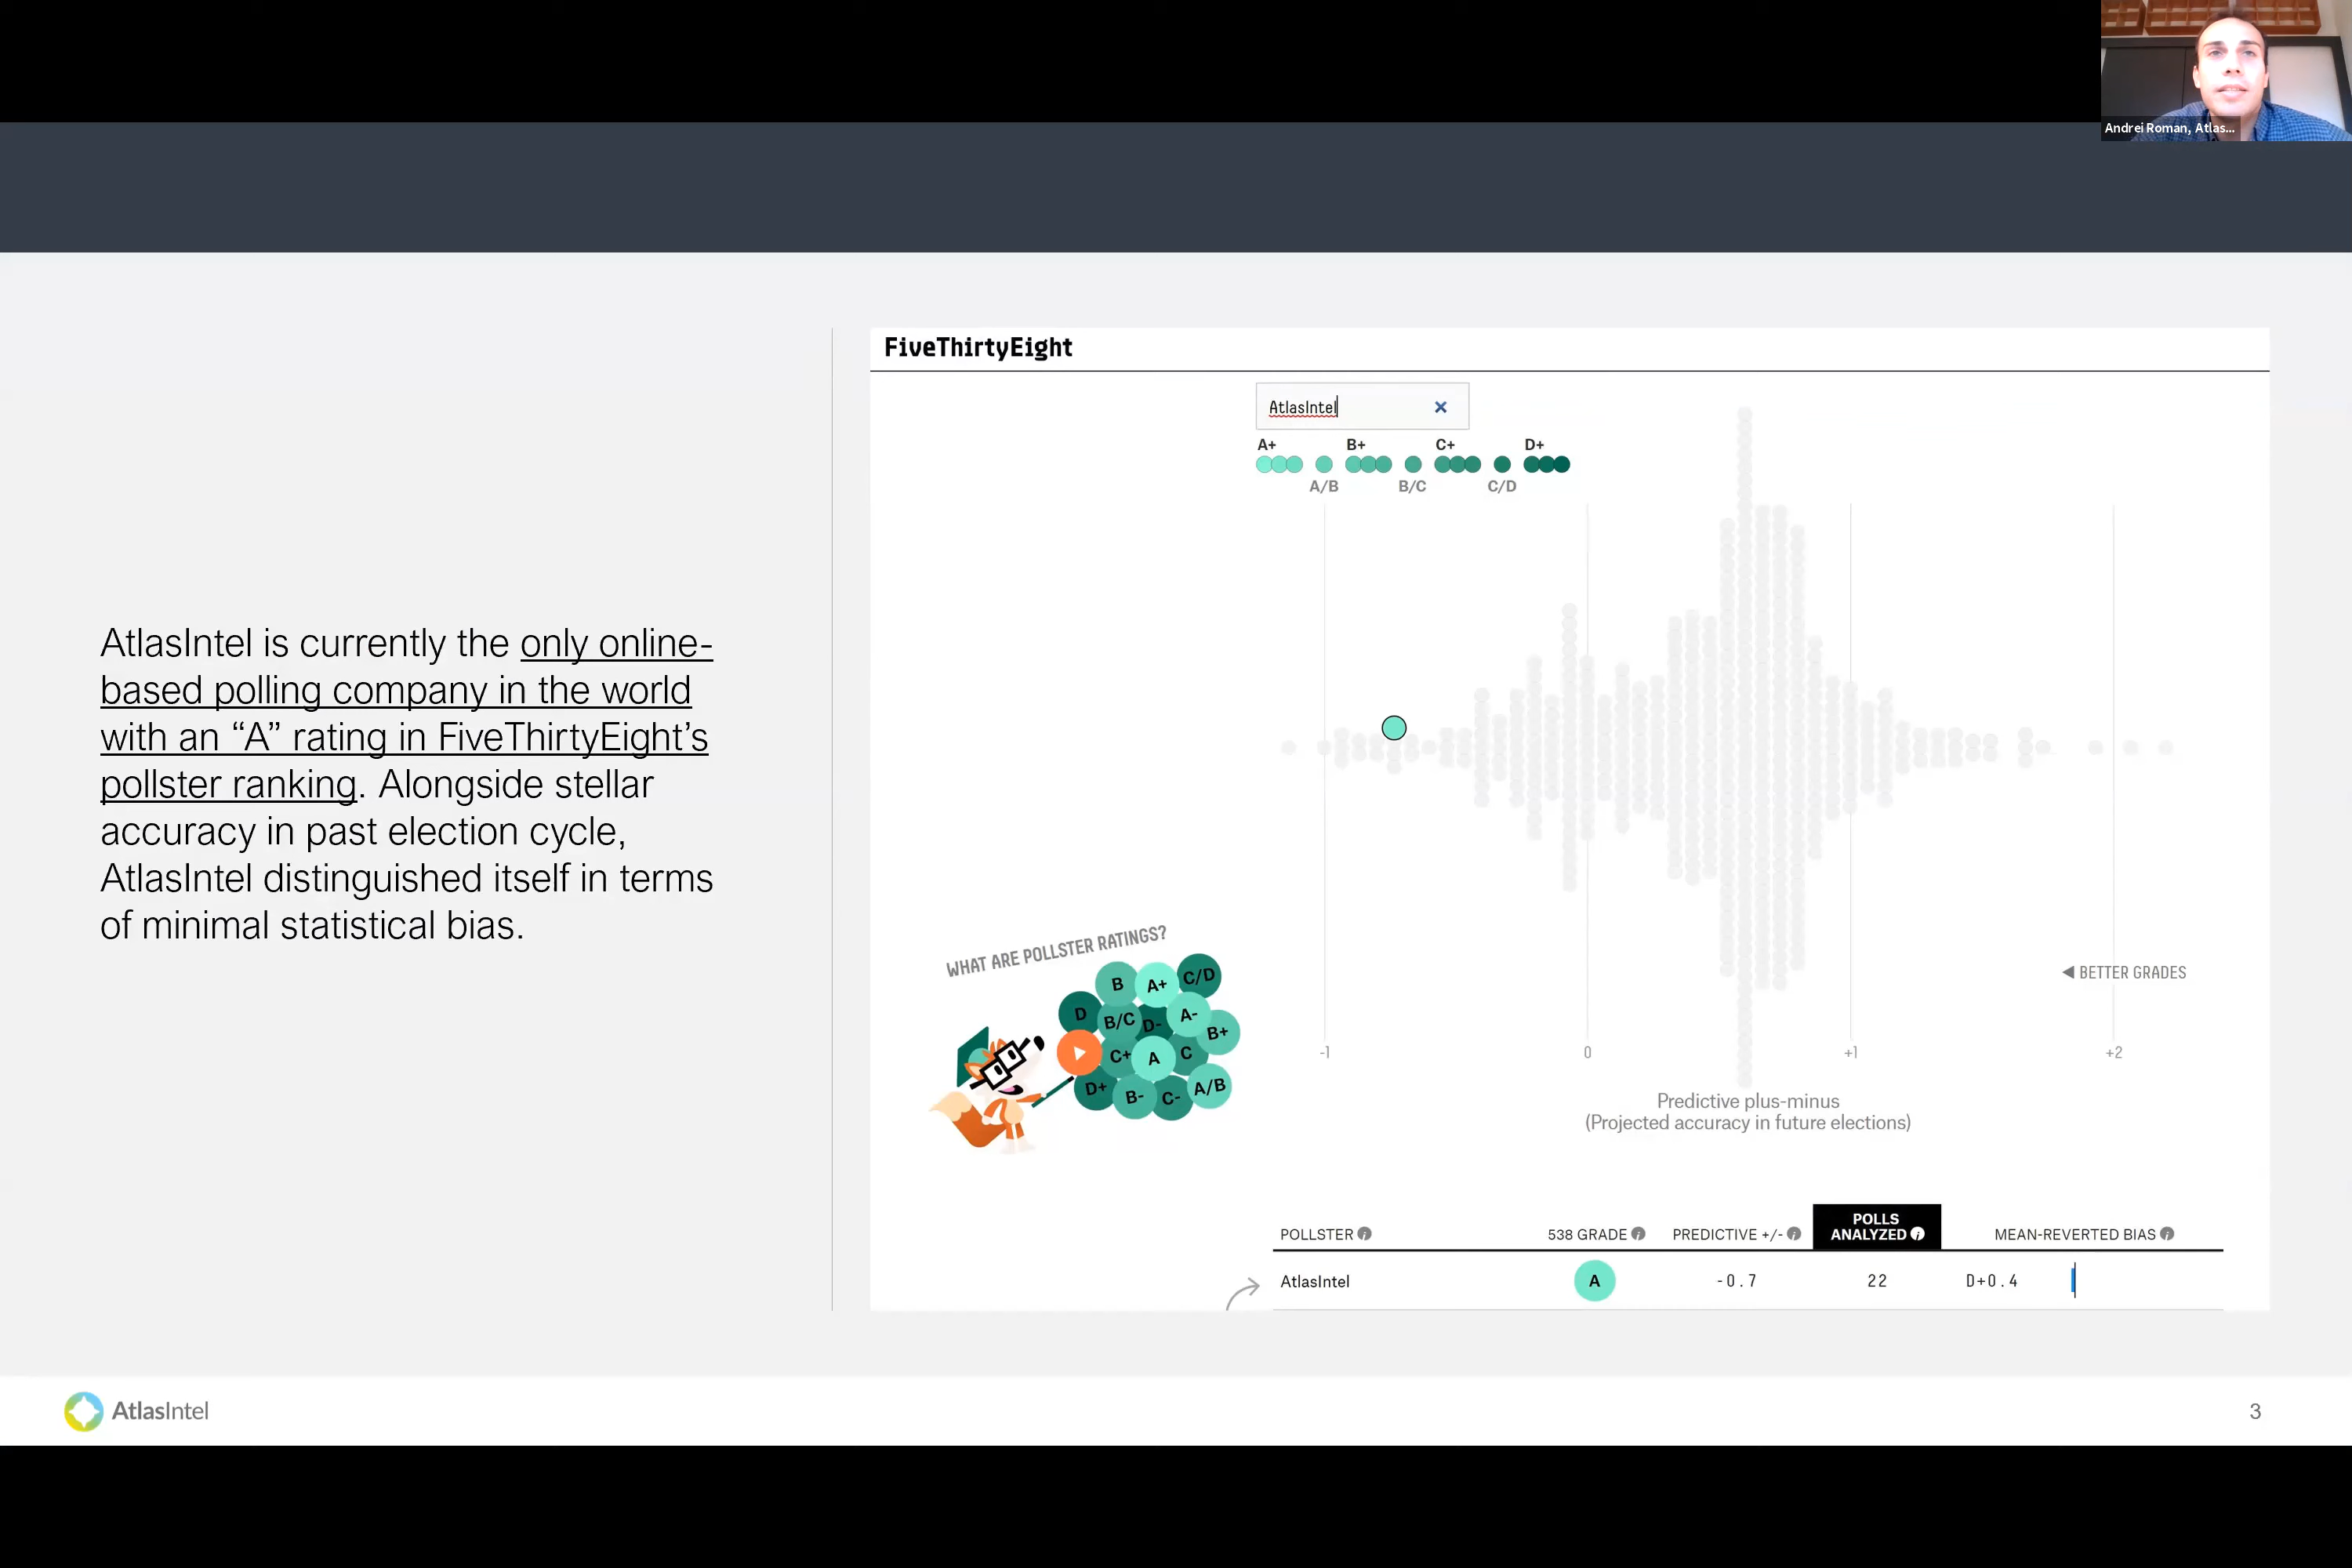 Andrei Roman, Atlas...
AtlasIntel is currently the only online-
based polling company in the world
with an “A” rating in FiveThirtyEight’s
pollster ranking. Alongside stellar
accuracy in past election cycle,
AtlasIntel distinguished itself in terms
of minimal statistical bias.
FiveThirtyEight
AtlasIntel
A+ B+ C+ D+
A/B B/C C/D
WHAT ARE POLLSTER RATINGS?
B A+ C/D
D B/C D- A- B+
C+ A C
D+ B- C- A/B
◀ BETTER GRADES
-1 0 +1 +2
Predictive plus-minus
(Projected accuracy in future elections)
POLLSTER 538 GRADE PREDICTIVE +/- POLLS ANALYZED MEAN-REVERTED BIAS
AtlasIntel A -0.7 22 D+0.4
AtlasIntel
3